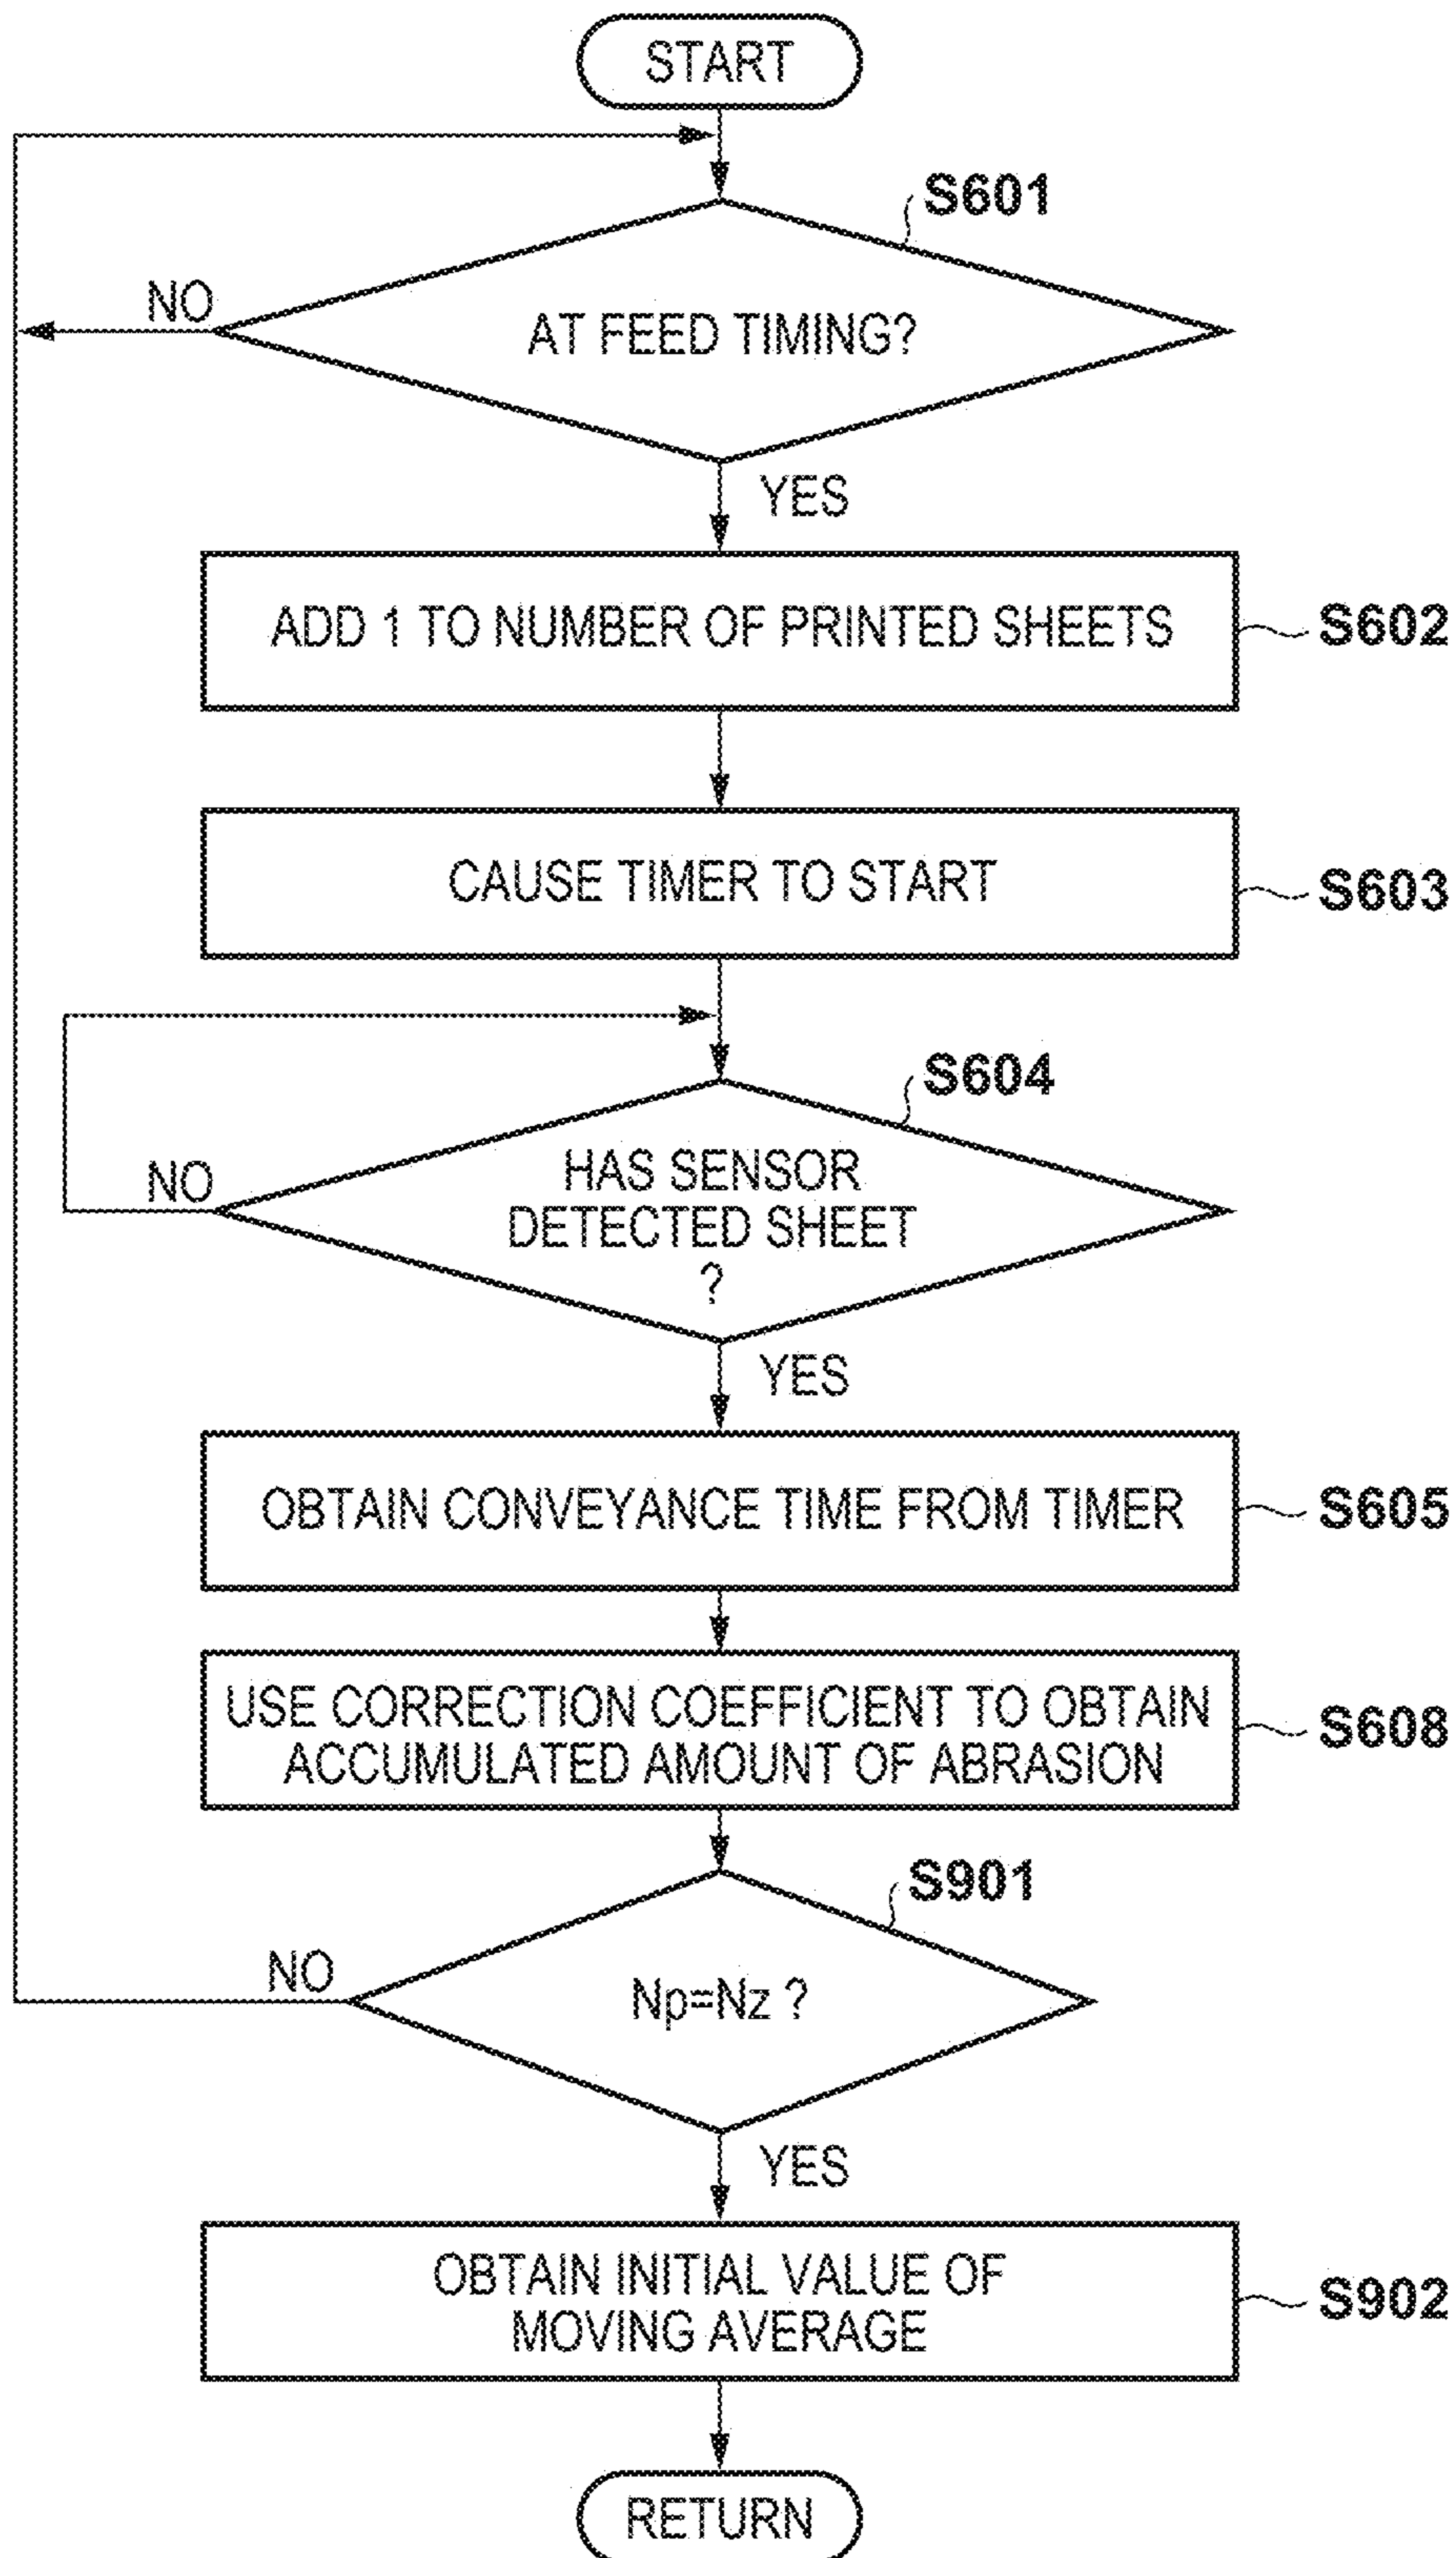 START
S601
NO
AT FEED TIMING?
YES
ADD 1 TO NUMBER OF PRINTED SHEETS
S602
CAUSE TIMER TO START
S603
S604
NO
HAS SENSOR
DETECTED SHEET
?
YES
OBTAIN CONVEYANCE TIME FROM TIMER
S605
USE CORRECTION COEFFICIENT TO OBTAIN
ACCUMULATED AMOUNT OF ABRASION
S608
S901
NO
Np=Nz ?
YES
OBTAIN INITIAL VALUE OF
MOVING AVERAGE
S902
RETURN